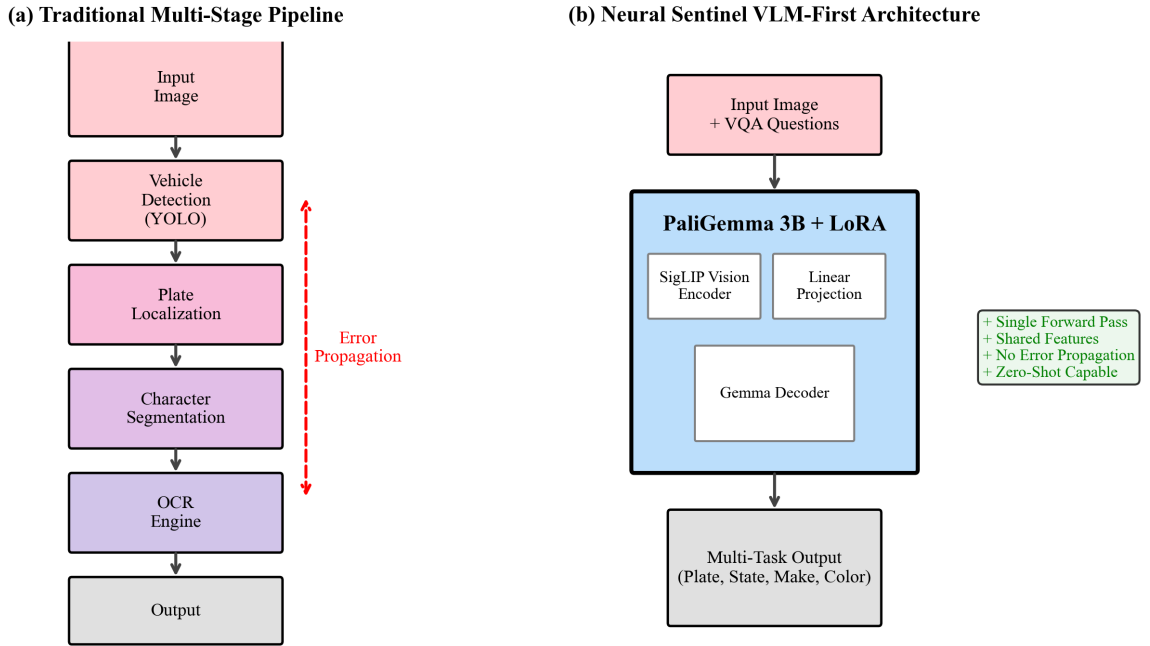 (a) Traditional Multi-Stage Pipeline
Input
Image
Vehicle
Detection
(YOLO)
Plate
Localization
Character
Segmentation
OCR
Engine
Output
Error
Propagation
(b) Neural Sentinel VLM-First Architecture
Input Image
+ VQA Questions
PaliGemma 3B + LoRA
SigLIP Vision
Encoder
Linear
Projection
Gemma Decoder
Multi-Task Output
(Plate, State, Make, Color)
+ Single Forward Pass
+ Shared Features
+ No Error Propagation
+ Zero-Shot Capable